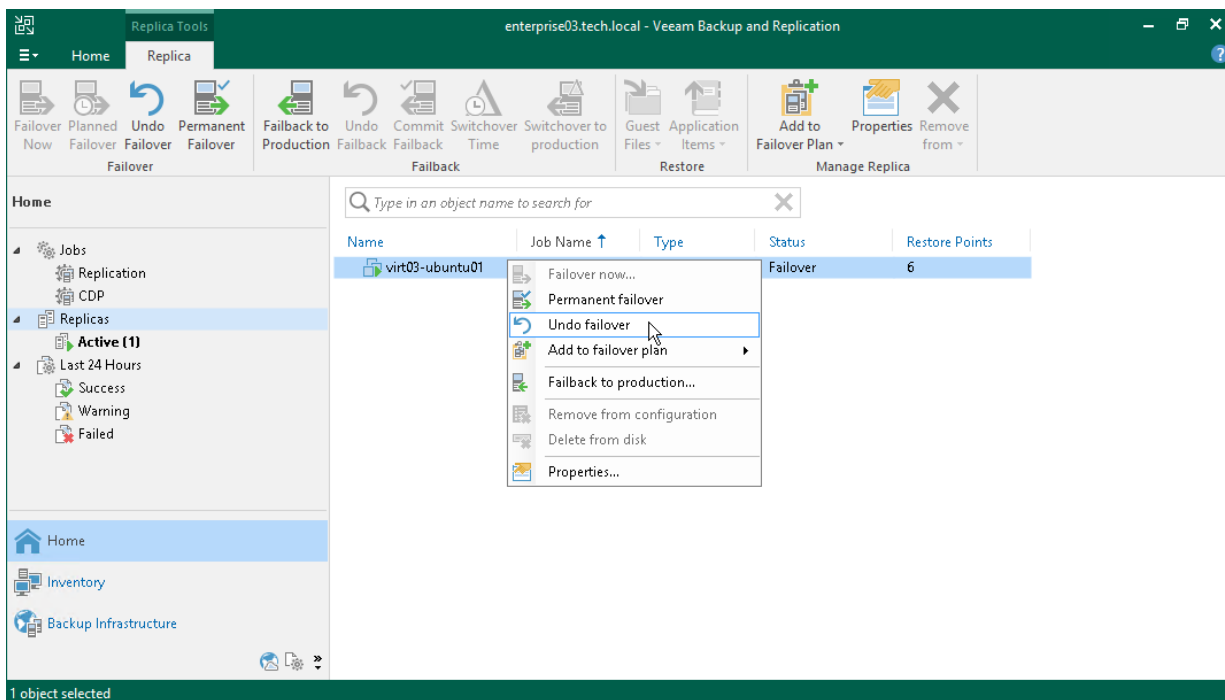 Replica Tools
enterprise03.tech.local - Veeam Backup and Replication
Home Replica
Failover Now
Planned Failover
Undo Failover
Permanent Failover
Failover
Failback to Production
Undo Failback
Commit Failback
Switchover Time
Switchover to production
Failback
Guest Files
Application Items
Restore
Add to Failover Plan
Properties
Remove from
Manage Replica
Home
Jobs
Replication
CDP
Replicas
Active (1)
Last 24 Hours
Success
Warning
Failed
Home
Inventory
Backup Infrastructure
Type in an object name to search for
Name Job Name Type Status Restore Points
virt03-ubuntu01 Failover 6
Failover now...
Permanent failover
Undo failover
Add to failover plan
Failback to production...
Remove from configuration
Delete from disk
Properties...
1 object selected